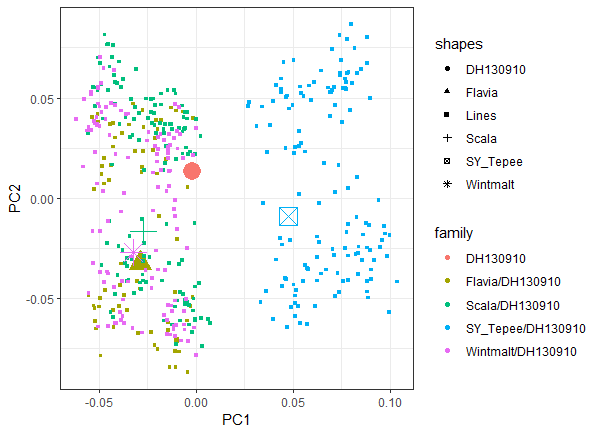 shapes
DH130910
Flavia
Lines
Scala
SY_Tepee
Wintmalt
family
DH130910
Flavia/DH130910
Scala/DH130910
SY_Tepee/DH130910
Wintmalt/DH130910
PC2
0.05
0.00
-0.05
-0.05
0.00
0.05
0.10
PC1